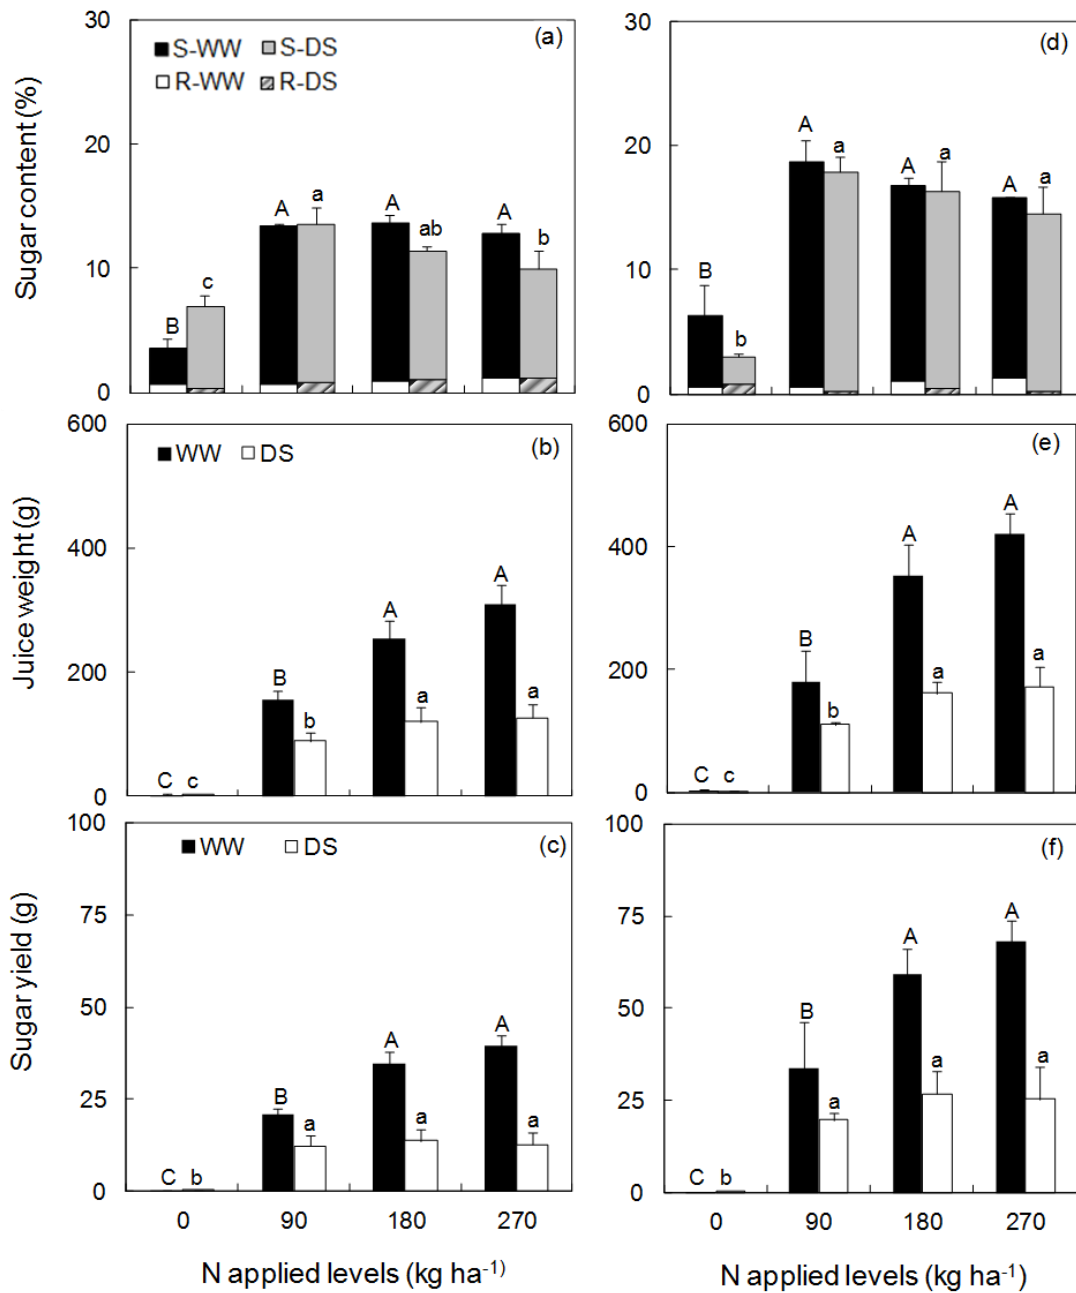 Sugar content (%)
30
20
10
0
(a)
S-WW S-DS
R-WW R-DS
B c A a A ab A b
30
20
10
0
(d)
B b A a A a A a
Juice weight (g)
600
400
200
0
WW DS
(b)
C c B b A a A a
600
400
200
0
(e)
C c B b A a A a
Sugar yield (g)
100
75
50
25
0
WW DS
(c)
C b B a A a A a
0 90 180 270
N applied levels (kg ha-1)
100
75
50
25
0
(f)
C b B a A a A a
0 90 180 270
N applied levels (kg ha-1)